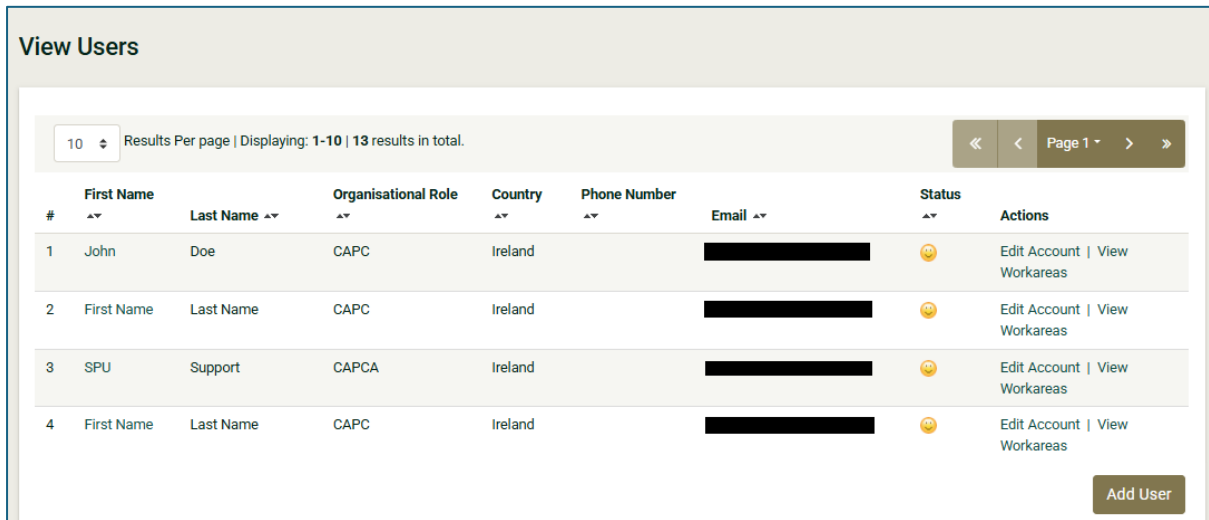 View Users
10 Results Per page | Displaying: 1-10 | 13 results in total.
« < Page 1 > »
# First Name Last Name Organisational Role Country Phone Number Email Status Actions
1 John Doe CAPC Ireland Edit Account | View
Workareas
2 First Name Last Name CAPC Ireland Edit Account | View
Workareas
3 SPU Support CAPCA Ireland Edit Account | View
Workareas
4 First Name Last Name CAPC Ireland Edit Account | View
Workareas
Add User